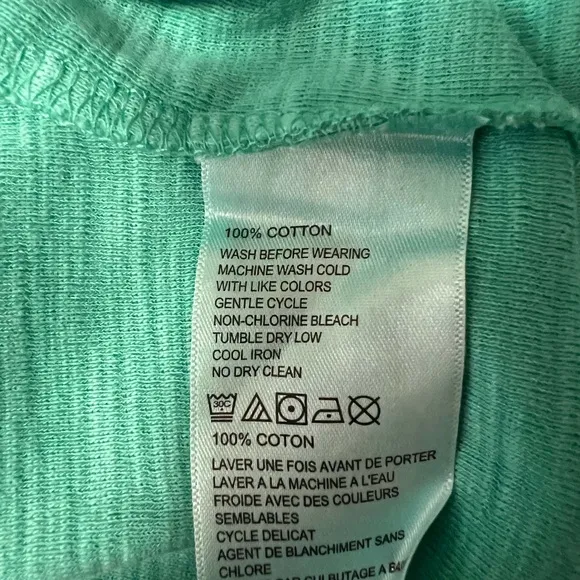 100% COTTON
WASH BEFORE WEARING
MACHINE WASH COLD
WITH LIKE COLORS
GENTLE CYCLE
NON-CHLORINE BLEACH
TUMBLE DRY LOW
COOL IRON
NO DRY CLEAN
30C
100% COTON
LAVER UNE FOIS AVANT DE PORTER
LAVER A LA MACHINE A L'EAU
FROIDE AVEC DES COULEURS
SEMBLABLES
CYCLE DELICAT
AGENT DE BLANCHIMENT SANS
CHLORE
PAR CULBUTAGE A